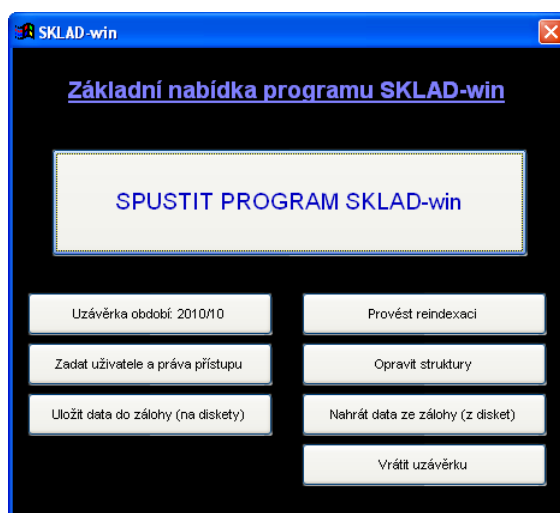 SKLAD-win
Základní nabídka programu SKLAD-win
SPUSTIT PROGRAM SKLAD-win
Uzávěrka období: 2010/10
Provést reindexaci
Zadat uživatele a práva přístupu
Opravit struktury
Uložit data do zálohy (na diskety)
Nahrát data ze zálohy (z disket)
Vrátit uzávěrku